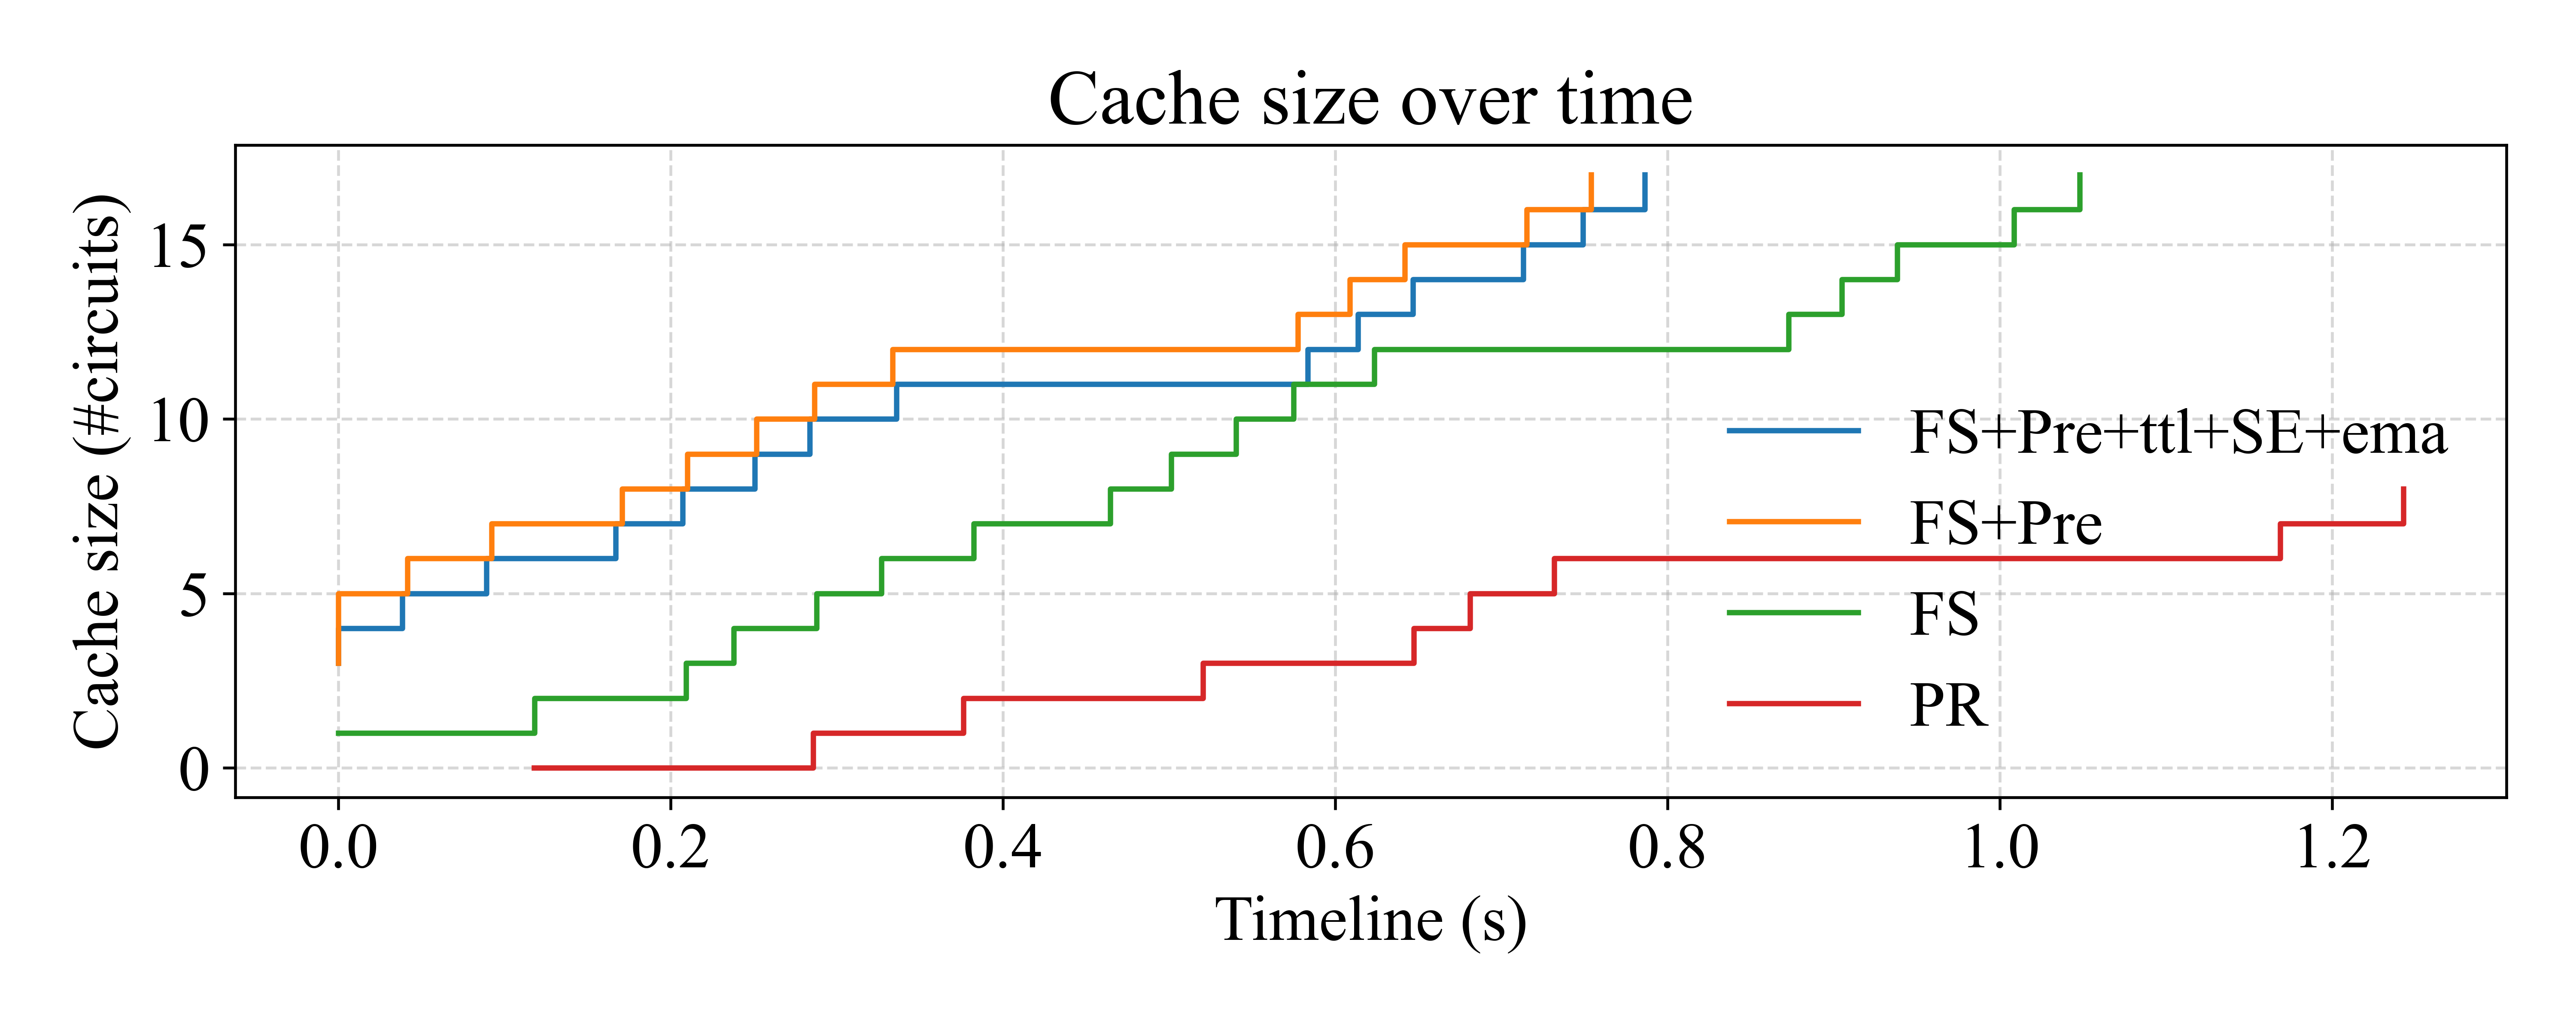 Cache size over time
Cache size (#circuits)
15
10
5
0
FS+Pre+ttl+SE+ema
FS+Pre
FS
PR
0.0 0.2 0.4 0.6 0.8 1.0 1.2
Timeline (s)